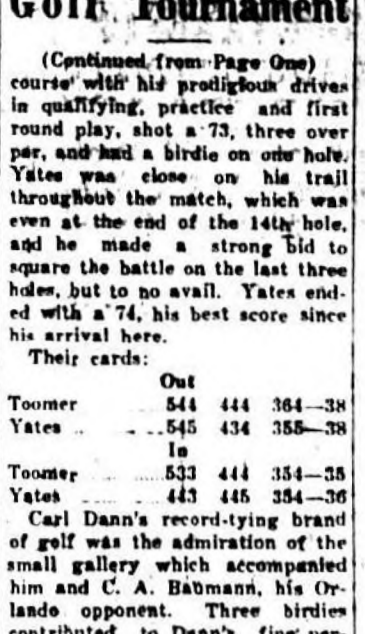 Golf Tournament
(Continued from Page One)
course with his prodigious drives
in qualifying, practice and first
round play, shot a 73, three over
par, and had a birdie on one hole.
Yates was close on his trail
throughout the match, which was
even at the end of the 14th hole,
and he made a strong bid to
square the battle on the last three
holes, but to no avail. Yates end-
ed with a 74, his best score since
his arrival here.
Their cards:
Out
Toomer 544 444 364—38
Yates .. . ..545 434 355—38
In
Toomer ......533 444 354—35
Yates ..... ......443 445 354—36
Carl Dann's record-tying brand
of golf was the admiration of the
small gallery which accompanied
him and C. A. Baumann, his Or-
lando opponent. Three birdies
contributed to Dann's fine